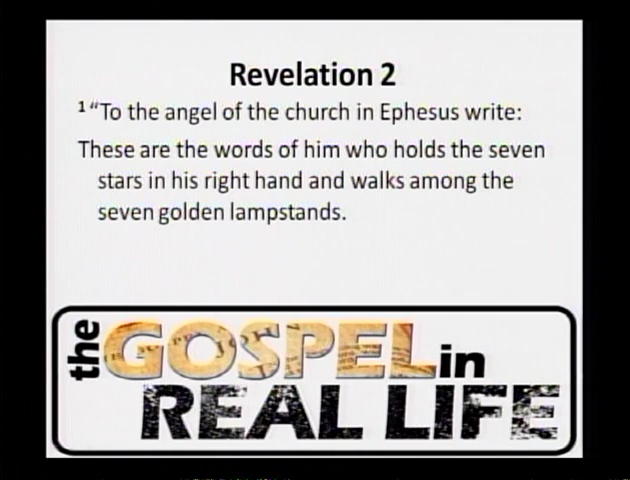 Revelation 2
1 “To the angel of the church in Ephesus write:
These are the words of him who holds the seven
stars in his right hand and walks among the
seven golden lampstands.
the GOSPEL in
REAL LIFE